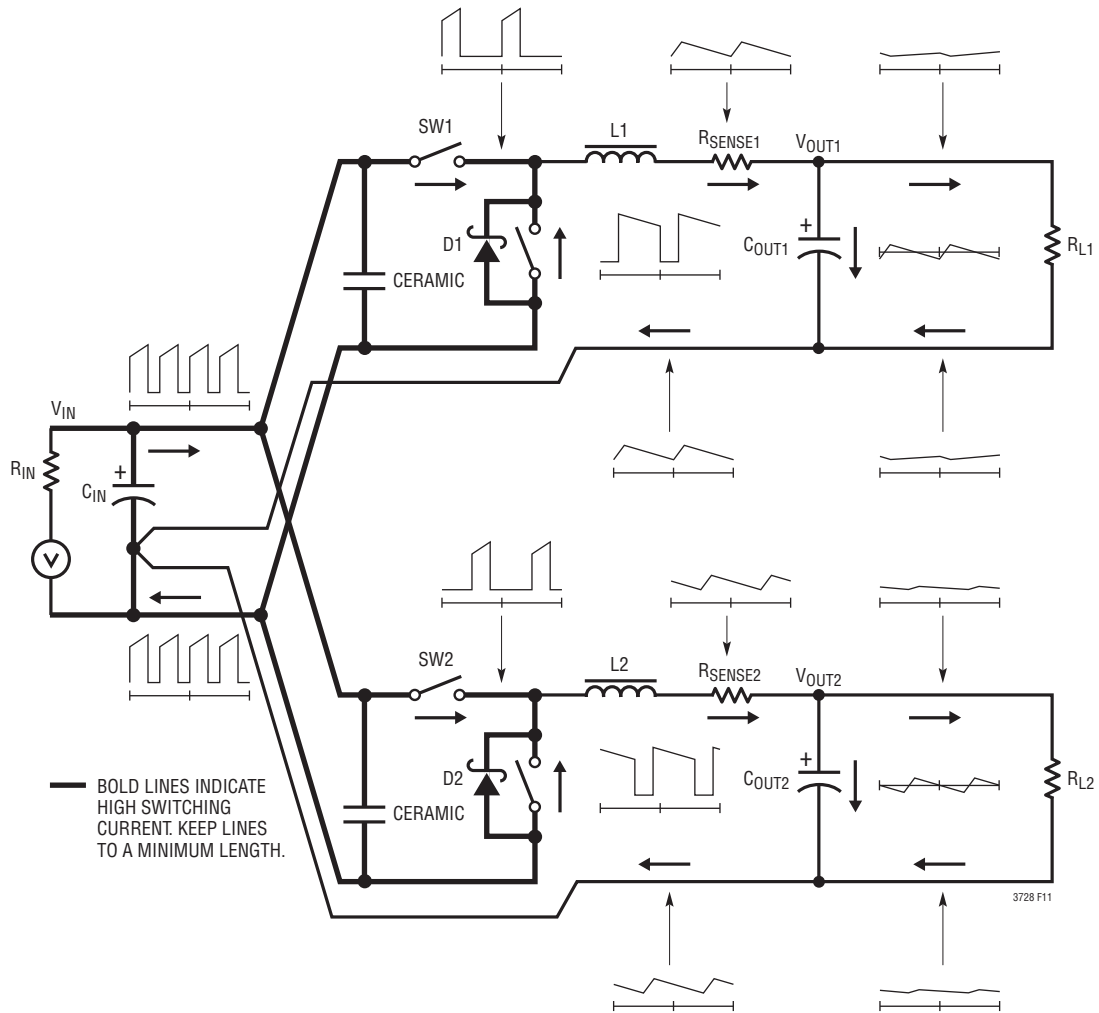 SW1
L1
RSENSE1
VOUT1
D1
CERAMIC
COUT1
+
RL1
VIN
RIN
CIN
+
V
SW2
L2
RSENSE2
VOUT2
D2
CERAMIC
COUT2
+
RL2
BOLD LINES INDICATE
HIGH SWITCHING
CURRENT. KEEP LINES
TO A MINIMUM LENGTH.
3728 F11